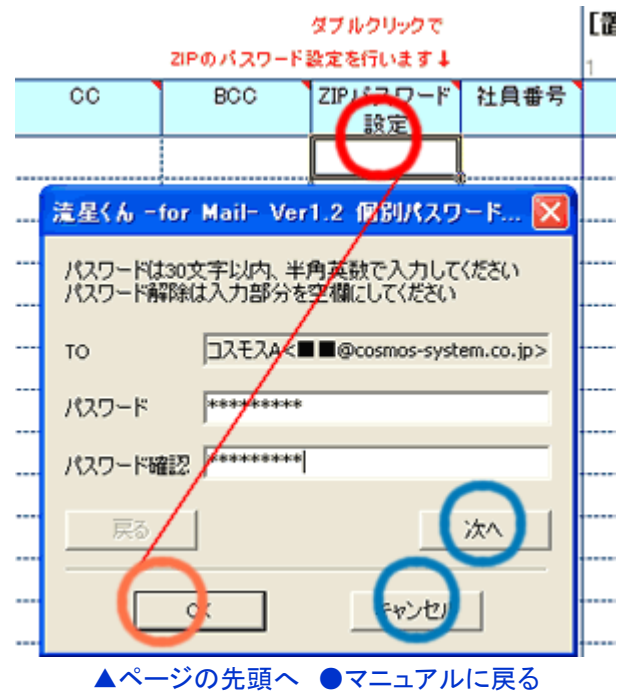 ダブルクリックで
ZIPのパスワード設定を行います↓
1
CC
BCC
ZIPパスワード
設定
社員番号
流星くん -for Mail- Ver1.2 個別パスワード...
パスワードは30文字以内、半角英数で入力してください
パスワード解除は入力部分を空欄にしてください
TO
コスモスA<■■@cosmos-system.co.jp>
パスワード
*********
パスワード確認
*********
戻る
次へ
OK
キャンセル
▲ページの先頭へ ●マニュアルに戻る